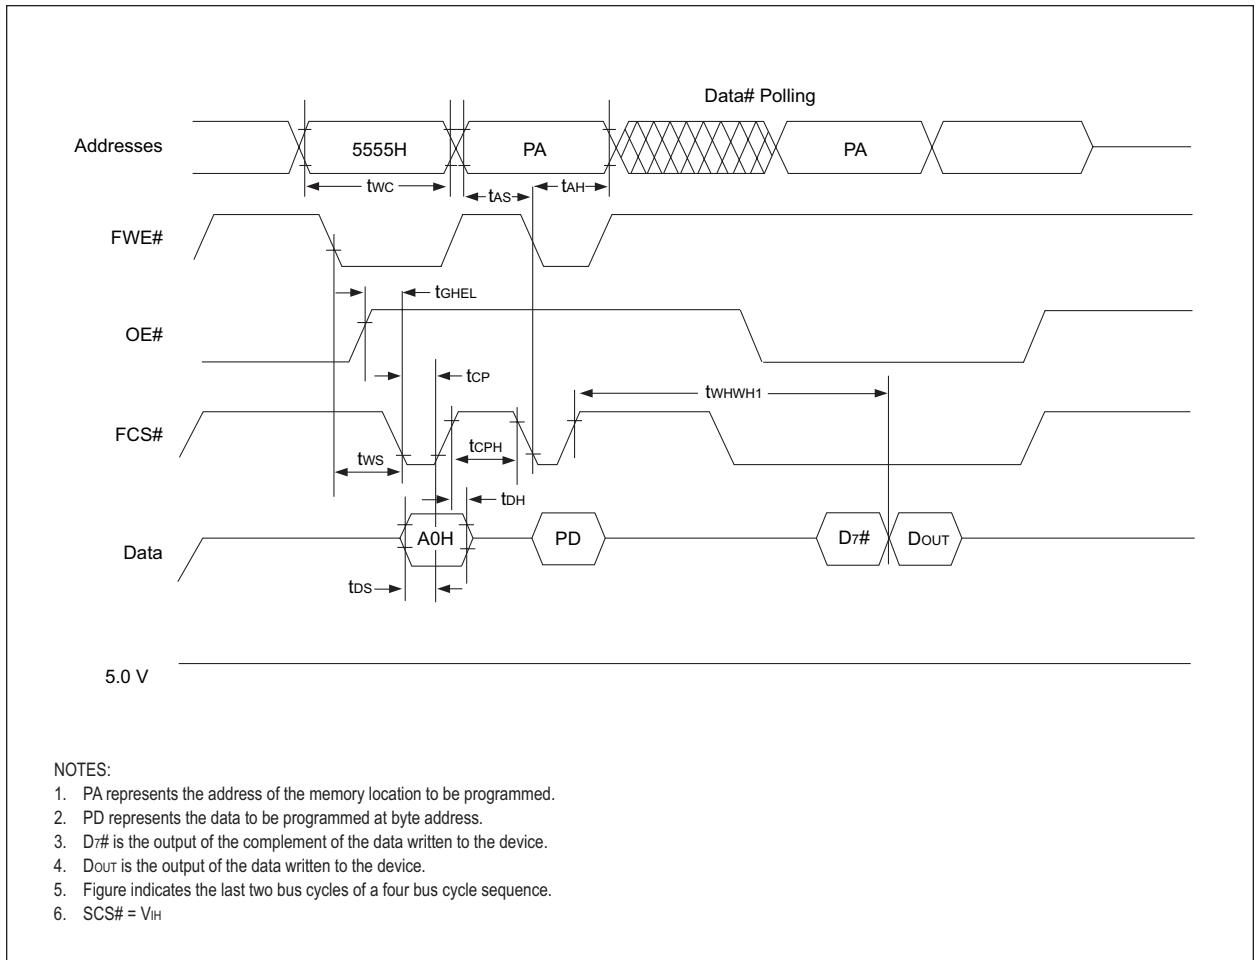 Data# Polling
Addresses
5555H
PA
PA
tWC
tAS
tAH
FWE#
tGHEL
OE#
tCP
tWHWH1
FCS#
tCPH
tWS
tDH
Data
A0H
PD
D7#
DOUT
tDS
5.0 V
NOTES:
1. PA represents the address of the memory location to be programmed.
2. PD represents the data to be programmed at byte address.
3. D7# is the output of the complement of the data written to the device.
4. DOUT is the output of the data written to the device.
5. Figure indicates the last two bus cycles of a four bus cycle sequence.
6. SCS# = VIH